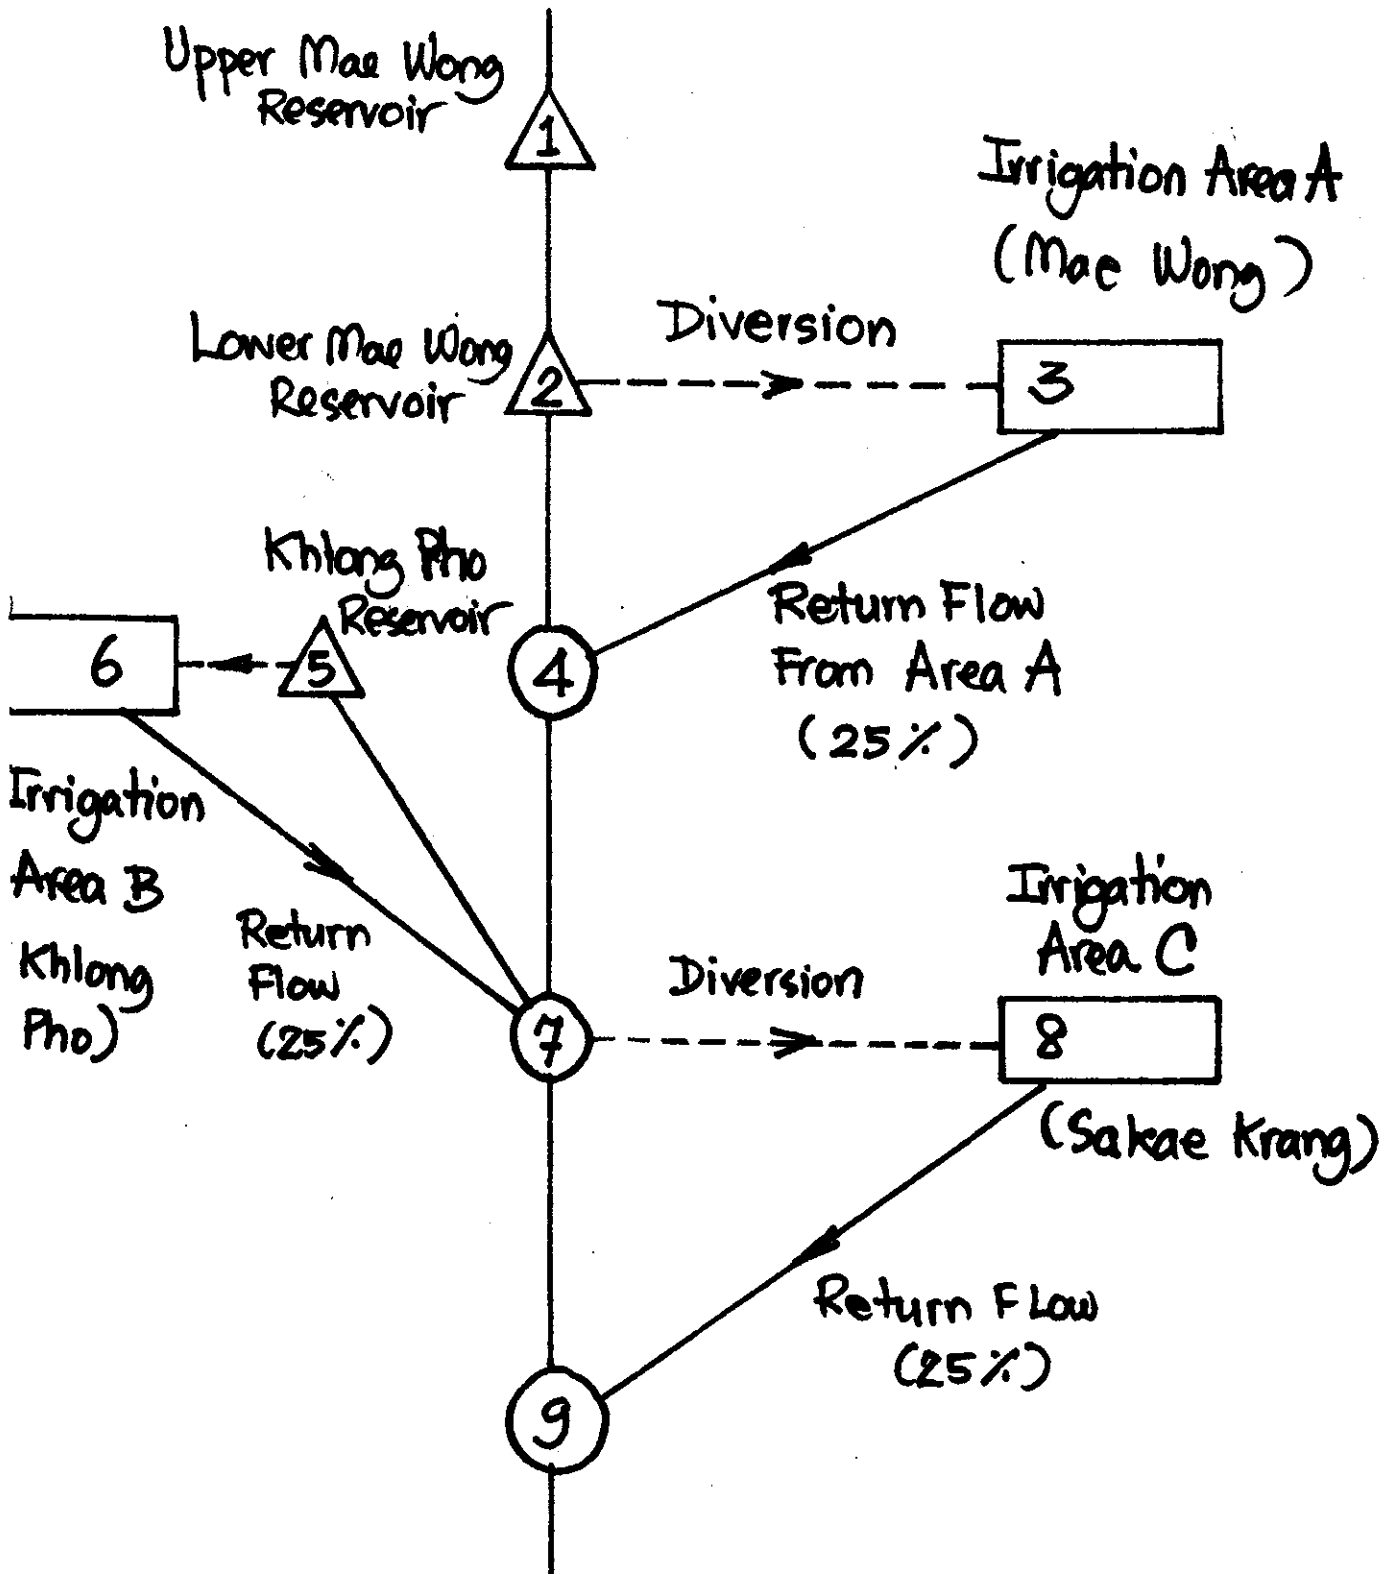 Upper Mae Wong
Reservoir
1
Irrigation Area A
(Mae Wong)
Lower Mae Wong
Reservoir
2
Diversion
3
Khlong Pho
Reservoir
6
5
4
Return Flow
From Area A
(25%)
Irrigation
Area B
Khlong
Pho)
Return
Flow
(25%)
7
Diversion
Irrigation
Area C
8
(Sakae Krang)
Return Flow
(25%)
9